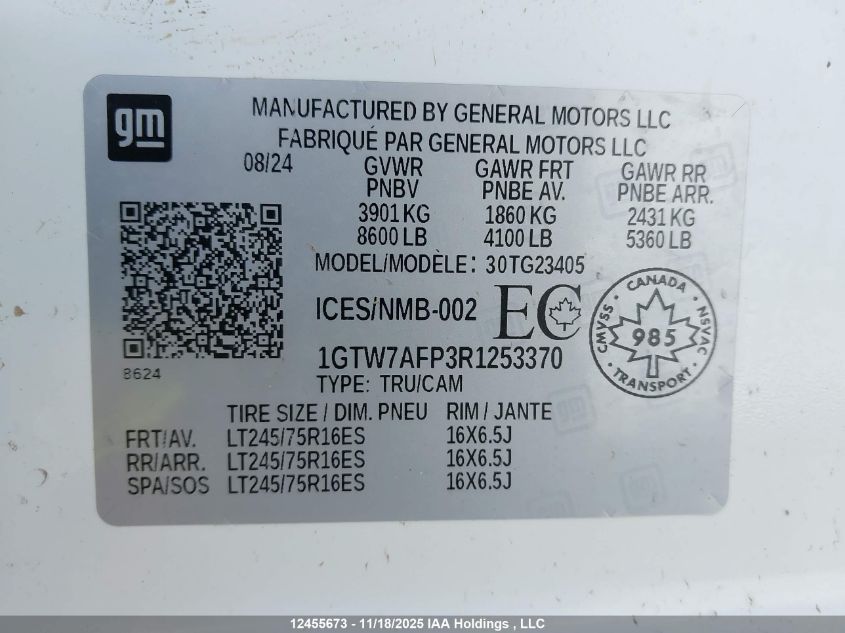 gm
MANUFACTURED BY GENERAL MOTORS LLC
FABRIQUÉ PAR GENERAL MOTORS LLC
08/24 GVWR GAWR FRT GAWR RR
PNBV PNBE AV. PNBE ARR.
3901 KG 1860 KG 2431 KG
8600 LB 4100 LB 5360 LB
MODEL/MODÈLE: 30TG23405
ICES/NMB-002 EC
CANADA
CMVSS 985 NSVAC
TRANSPORT
1GTW7AFP3R1253370
8624
TYPE: TRU/CAM
TIRE SIZE / DIM. PNEU RIM / JANTE
FRT/AV. LT245/75R16ES 16X6.5J
RR/ARR. LT245/75R16ES 16X6.5J
SPA/SOS LT245/75R16ES 16X6.5J
12455673 - 11/18/2025 IAA Holdings , LLC